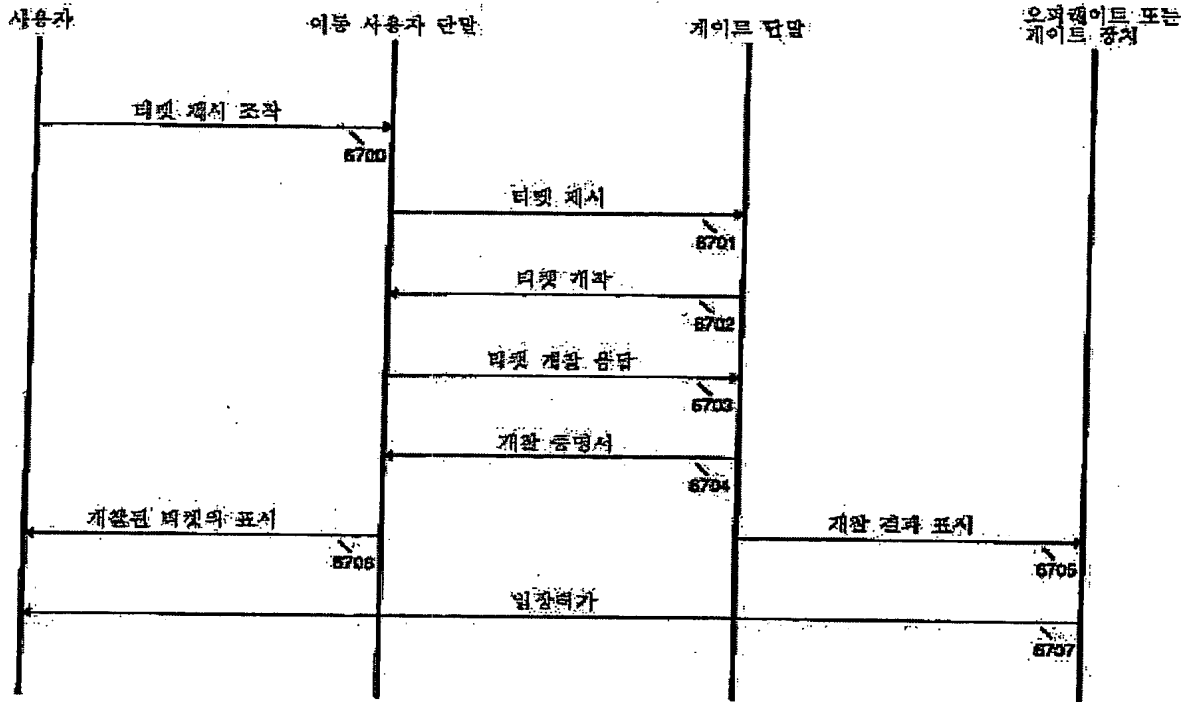 사용자
이동 사용자 단말
게이트 단말
오퍼레이트 또는
게이트 장치
티켓 제시 조작
6700
티켓 제시
6701
티켓 개찰
6702
티켓 개찰 응답
6703
개찰 증명서
6704
개찰된 티켓의 표시
6706
개찰 결과 표시
6705
입장허가
6707